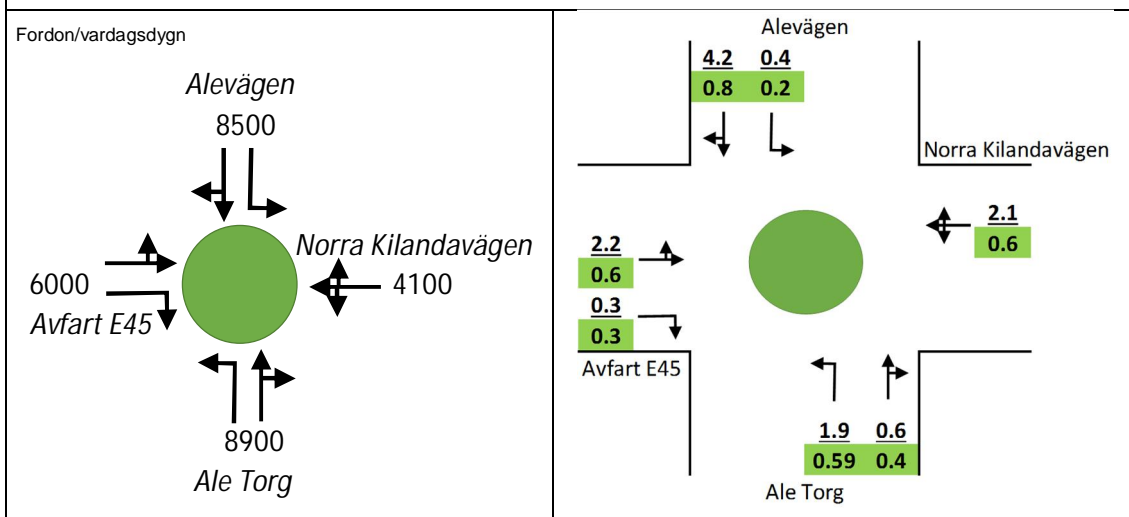 Fordon/vardagsdygn
Alevägen
8500
Norra Kilandavägen
6000
4100
Avfart E45
8900
Ale Torg
Alevägen
4.2 0.4
0.8 0.2
Norra Kilandavägen
2.1
0.6
2.2
0.6
0.3
0.3
Avfart E45
1.9 0.6
0.59 0.4
Ale Torg